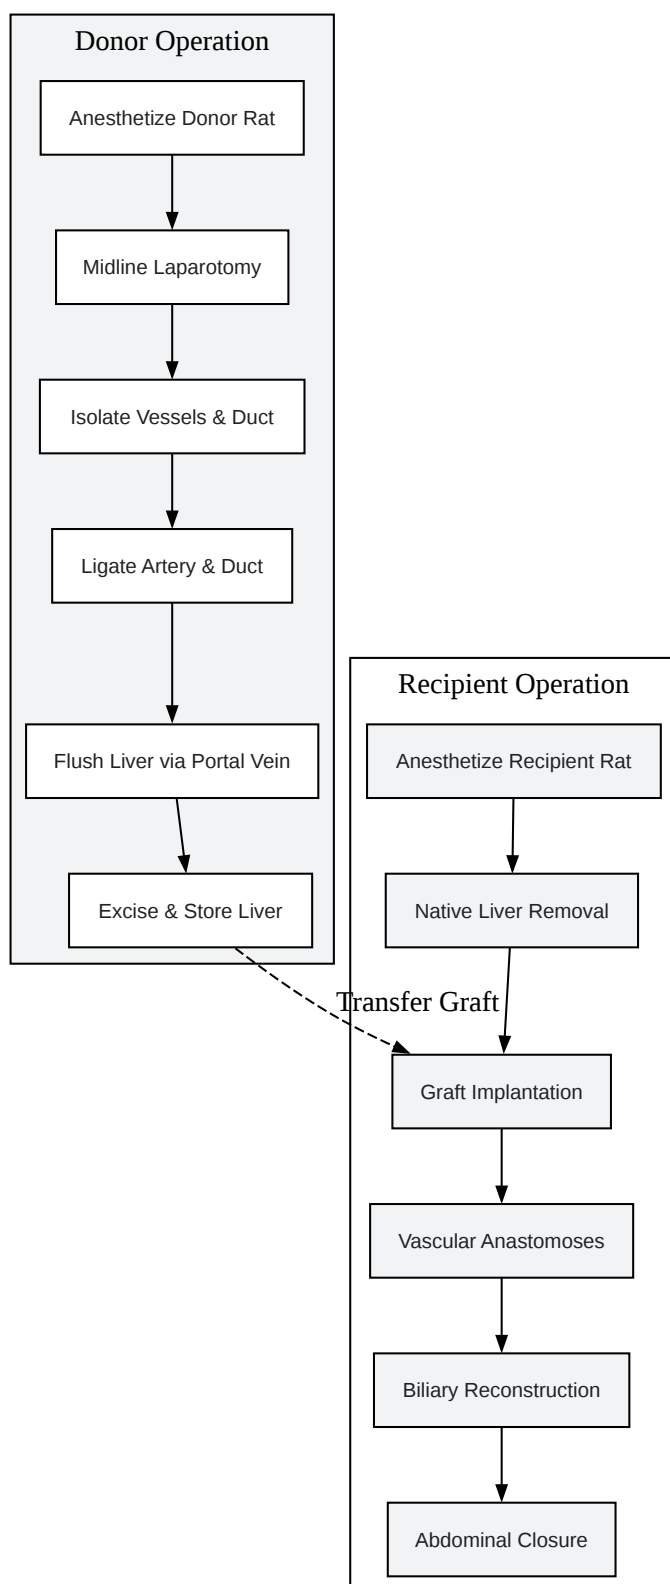 Donor Operation
Anesthetize Donor Rat
Midline Laparotomy
Isolate Vessels & Duct
Ligate Artery & Duct
Flush Liver via Portal Vein
Excise & Store Liver
Recipient Operation
Anesthetize Recipient Rat
Native Liver Removal
Transfer Graft
Graft Implantation
Vascular Anastomoses
Biliary Reconstruction
Abdominal Closure